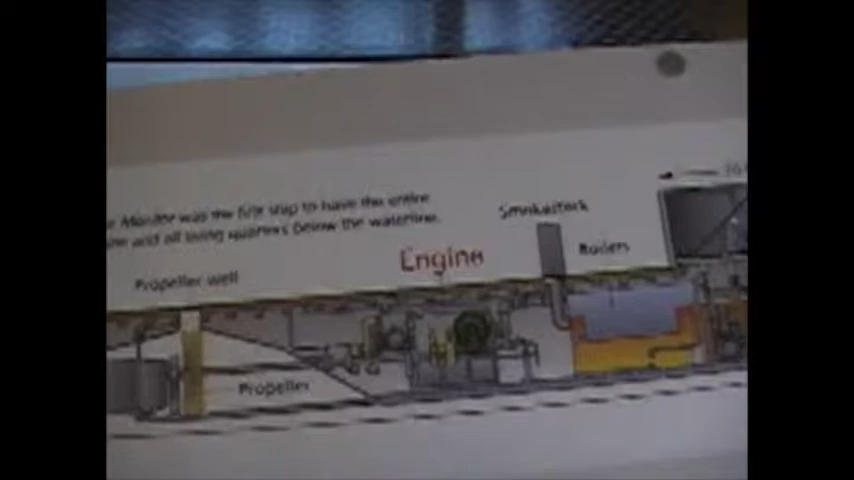 Monitor was the first ship to have the entire
and all living quarters below the waterline.
Smokestack
Boilers
Engine
Propeller well
Propeller